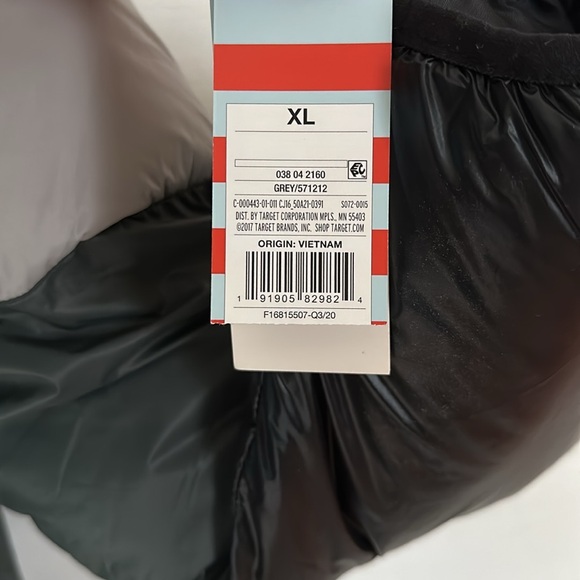 XL
038 04 2160
GREY/571212
C-000443-01-011 CJ16_50A21-0391 S072-0015
DIST. BY TARGET CORPORATION MPLS., MN 55403
©2017 TARGET BRANDS, INC. SHOP TARGET.COM
ORIGIN: VIETNAM
1 91905 82982 4
F16815507-Q3/20